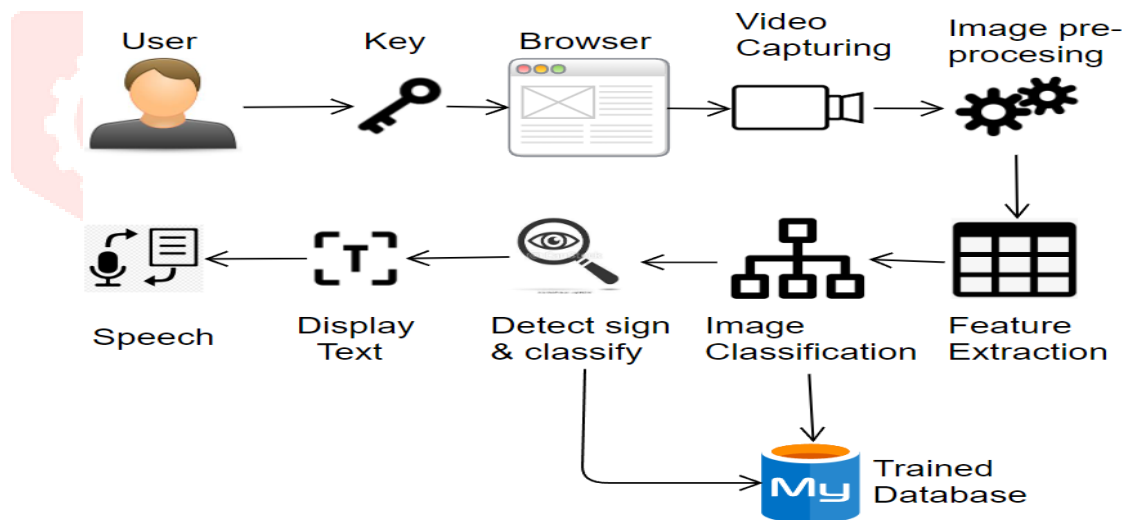 User
Key
Browser
Video
Capturing
Image pre-
procesing
Speech
Display
Text
Detect sign
& classify
Image
Classification
Feature
Extraction
T
My
Trained
Database